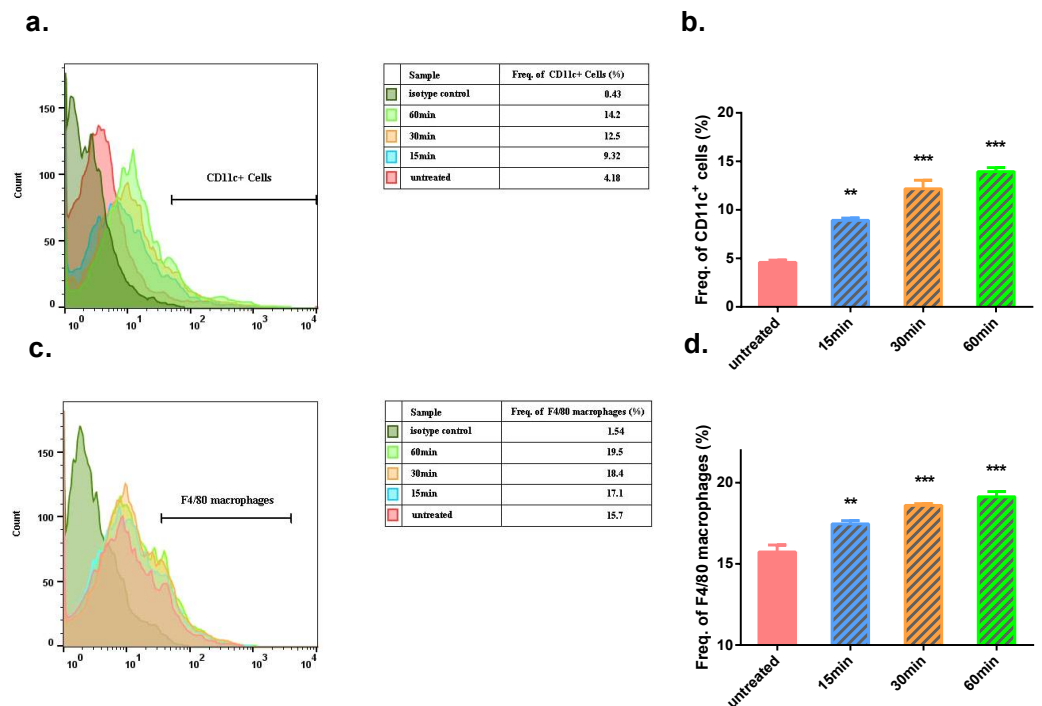 a.
150
100
50
0
Count
CD11c+ Cells
10^0 10^1 10^2 10^3 10^4
Sample Freq. of CD11c+ Cells (%)
isotype control 0.43
60min 14.2
30min 12.5
15min 9.32
untreated 4.18
b.
Freq. of CD11c+ cells (%)
20
15
10
5
0
** *** ***
untreated 15min 30min 60min
c.
150
100
50
0
Count
F4/80 macrophages
10^0 10^1 10^2 10^3 10^4
Sample Freq. of F4/80 macrophages (%)
isotype control 1.54
60min 19.5
30min 18.4
15min 17.1
untreated 15.7
d.
Freq. of F4/80 macrophages (%)
20
15
10
** *** ***
untreated 15min 30min 60min